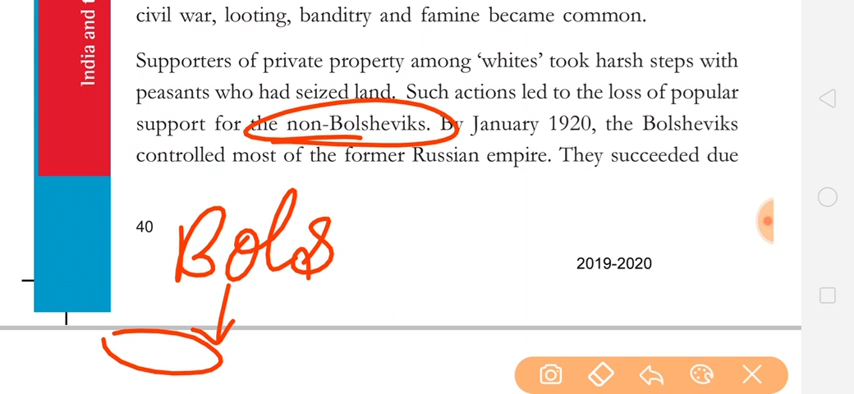 civil war, looting, banditry and famine became common.
Supporters of private property among ‘whites’ took harsh steps with
peasants who had seized land. Such actions led to the loss of popular
support for the non-Bolsheviks. By January 1920, the Bolsheviks
controlled most of the former Russian empire. They succeeded due
India and t
40
Bols
2019-2020